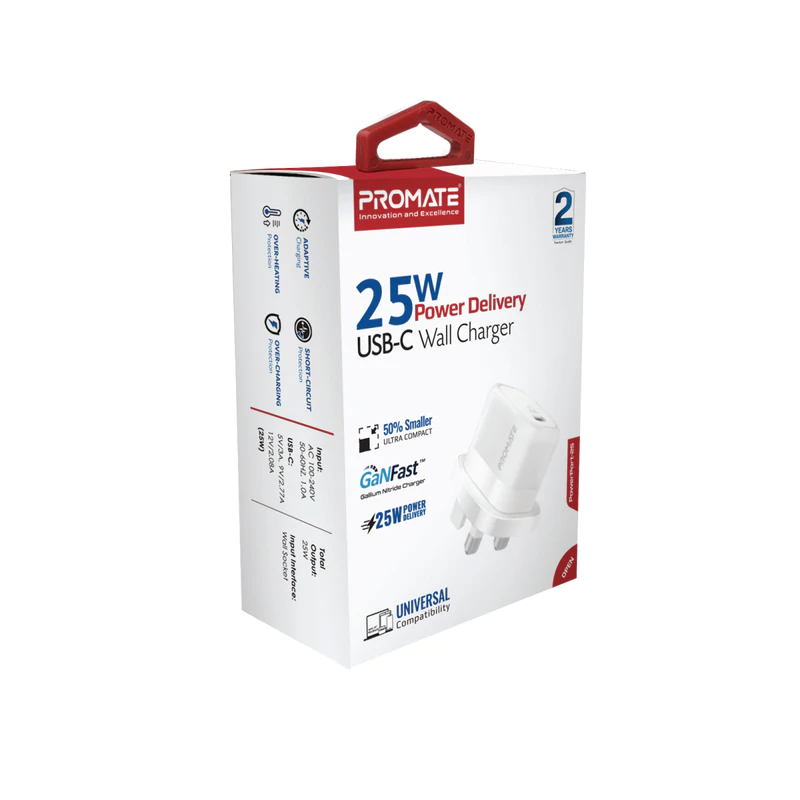 PROMATE
PROMATE
Innovation and Excellence
2
YEARS
WARRANTY
25W
Power Delivery
USB-C Wall Charger
50% Smaller
ULTRA COMPACT
GaNFast™
Gallium Nitride Charger
25W POWER
DELIVERY
UNIVERSAL
Compatibility
PROMATE
PowerPort-25
OPEN
ADAPTIVE
Charging
OVER-HEATING
Protection
SHORT-CIRCUIT
Protection
OVER-CHARGING
Protection
Input:
AC 100-240V
50-60HZ, 1.0A
USB-C:
5V/3A, 9V/2.77A
12V/2.08A
(25W)
Total
Output:
25W
Input Interface:
Wall Socket